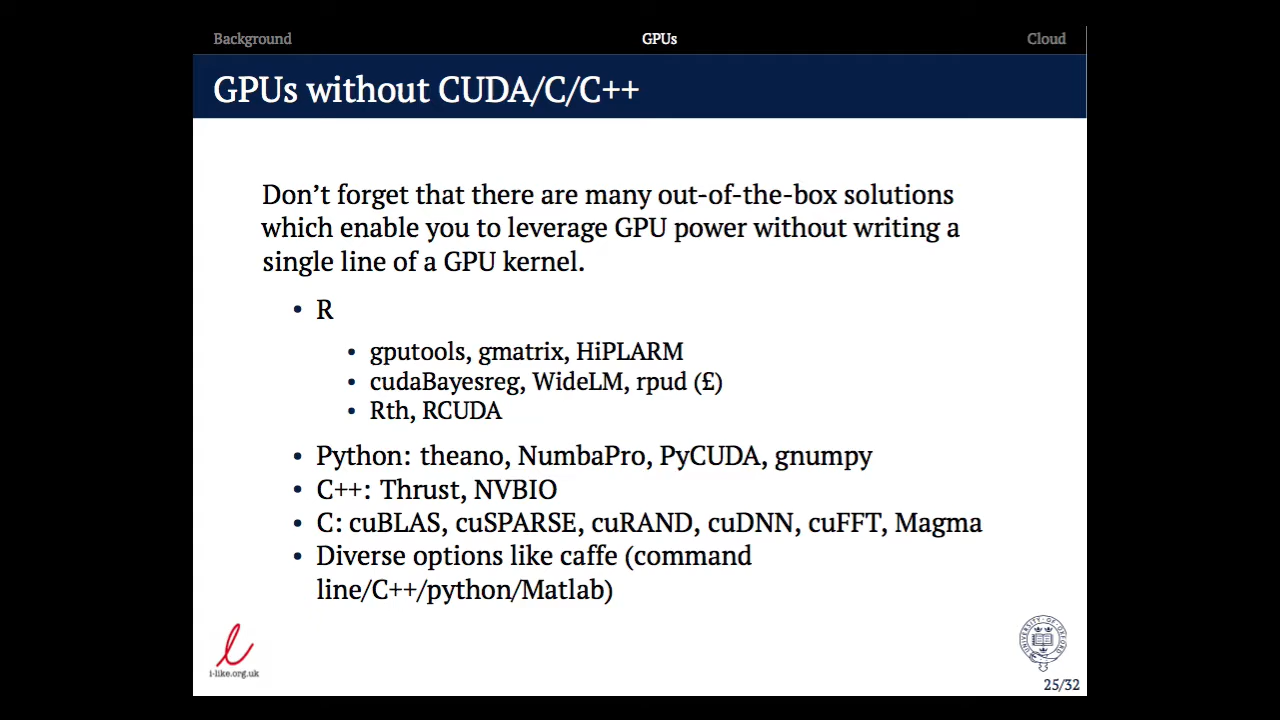 Background GPUs Cloud
GPUs without CUDA/C/C++
Don’t forget that there are many out-of-the-box solutions
which enable you to leverage GPU power without writing a
single line of a GPU kernel.
• R
• gputools, gmatrix, HiPLARM
• cudaBayesreg, WideLM, rpud (£)
• Rth, RCUDA
• Python: theano, NumbaPro, PyCUDA, gnumpy
• C++: Thrust, NVBIO
• C: cuBLAS, cuSPARSE, cuRAND, cuDNN, cuFFT, Magma
• Diverse options like caffe (command
line/C++/python/Matlab)
i-like.org.uk
UNIVERSITY OF OXFORD
25/32